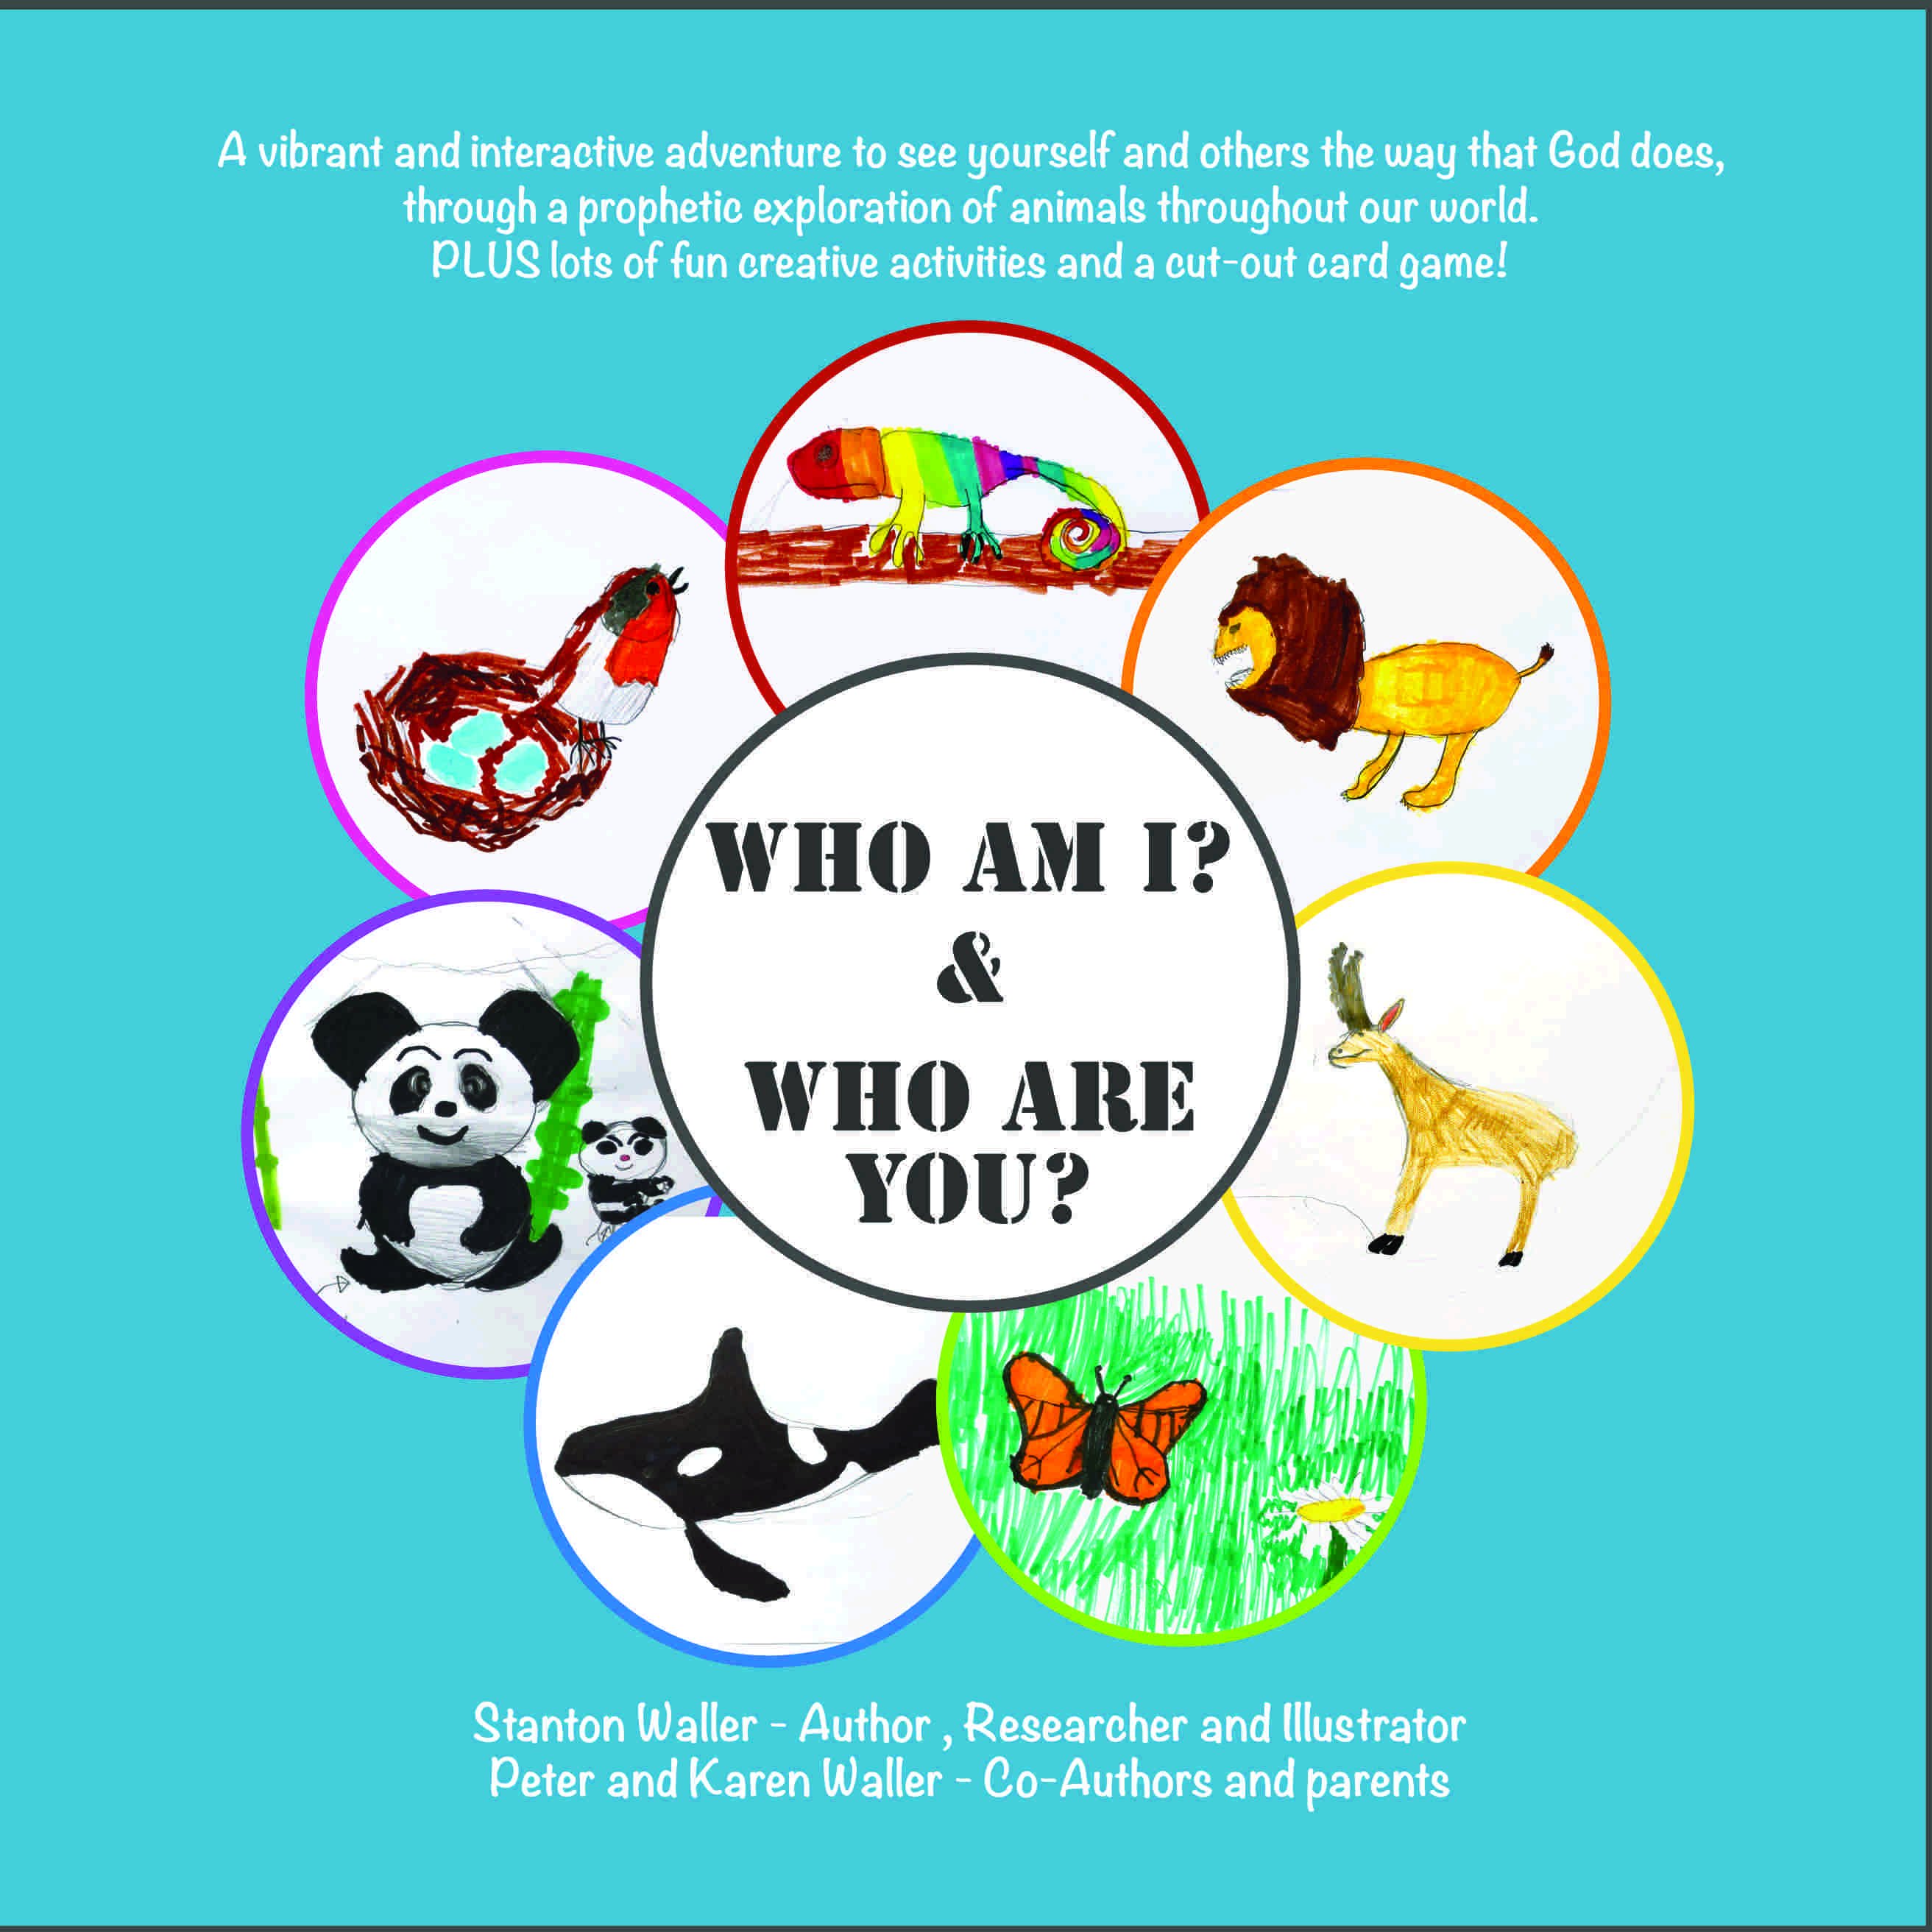 A vibrant and interactive adventure to see yourself and others the way that God does,
through a prophetic exploration of animals throughout our world.
PLUS lots of fun creative activities and a cut-out card game!
WHO AM I?
&
WHO ARE
YOU?
Stanton Waller - Author , Researcher and Illustrator
Peter and Karen Waller - Co-Authors and parents